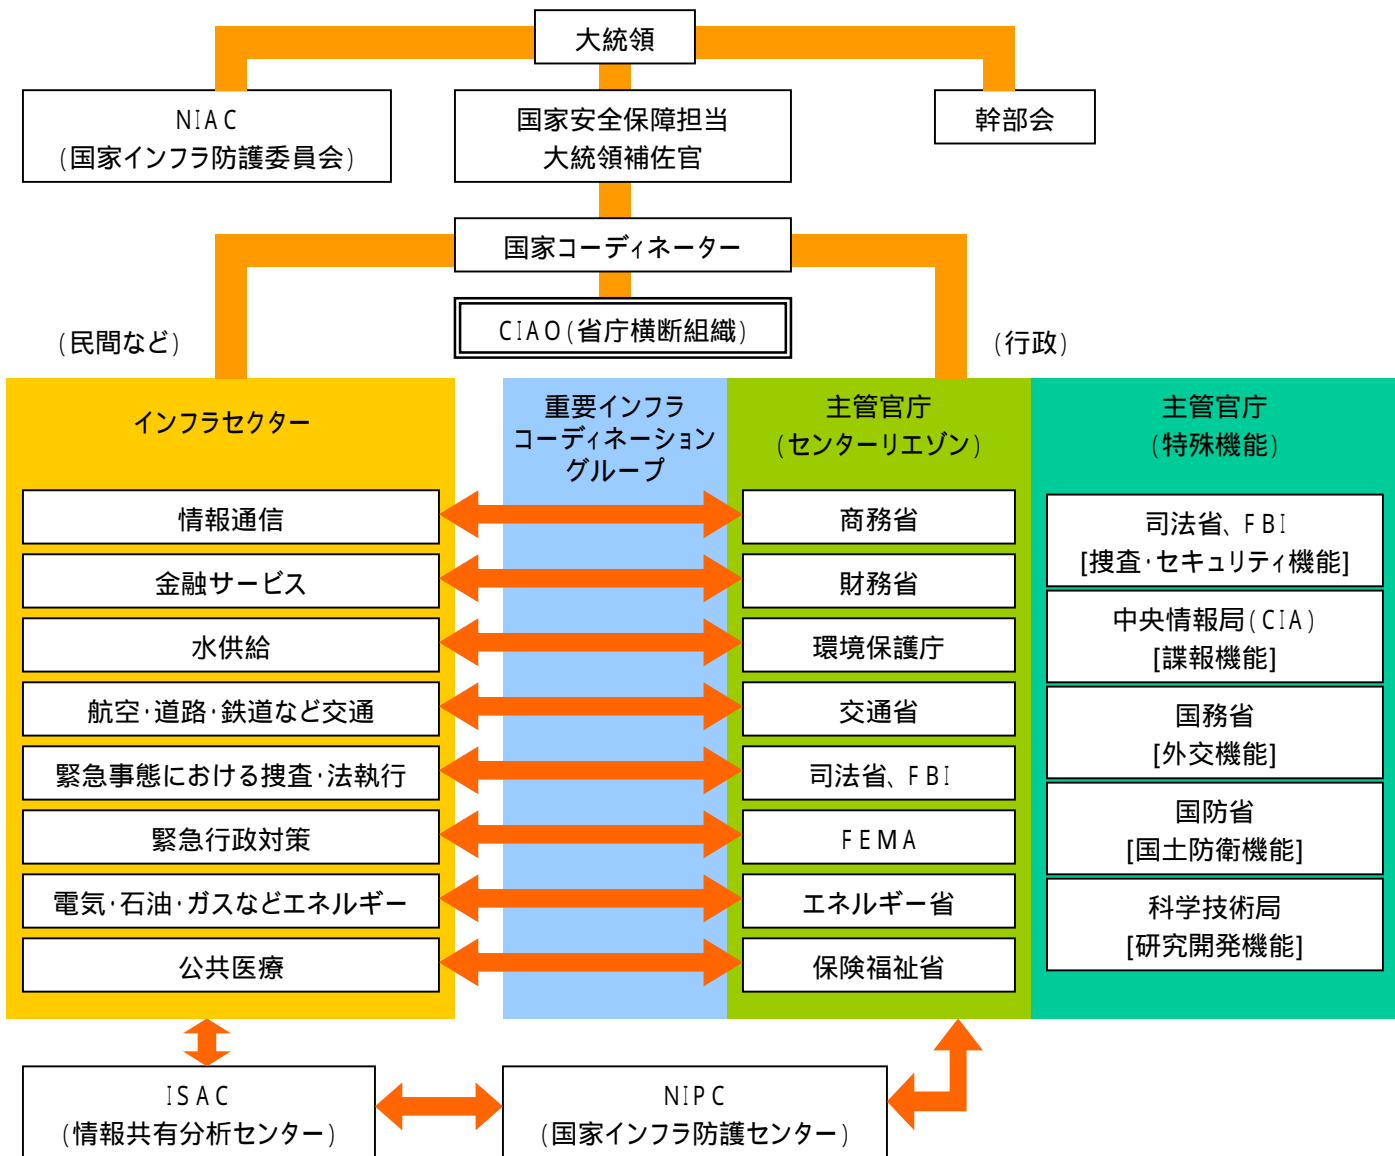 大統領
NIAC
(国家インフラ防護委員会)
国家安全保障担当
大統領補佐官
幹部会
国家コーディネーター
CIAO(省庁横断組織)
(民間など)
(行政)
インフラセクター
重要インフラ
コーディネーション
グループ
主管官庁
(センターリエゾン)
主管官庁
(特殊機能)
情報通信
商務省
金融サービス
財務省
水供給
環境保護庁
航空・道路・鉄道など交通
交通省
緊急事態における捜査・法執行
司法省、FBI
緊急行政対策
FEMA
電気・石油・ガスなどエネルギー
エネルギー省
公共医療
保険福祉省
司法省、FBI
[捜査・セキュリティ機能]
中央情報局(CIA)
[諜報機能]
国務省
[外交機能]
国防省
[国土防衛機能]
科学技術局
[研究開発機能]
ISAC
(情報共有分析センター)
NIPC
(国家インフラ防護センター)